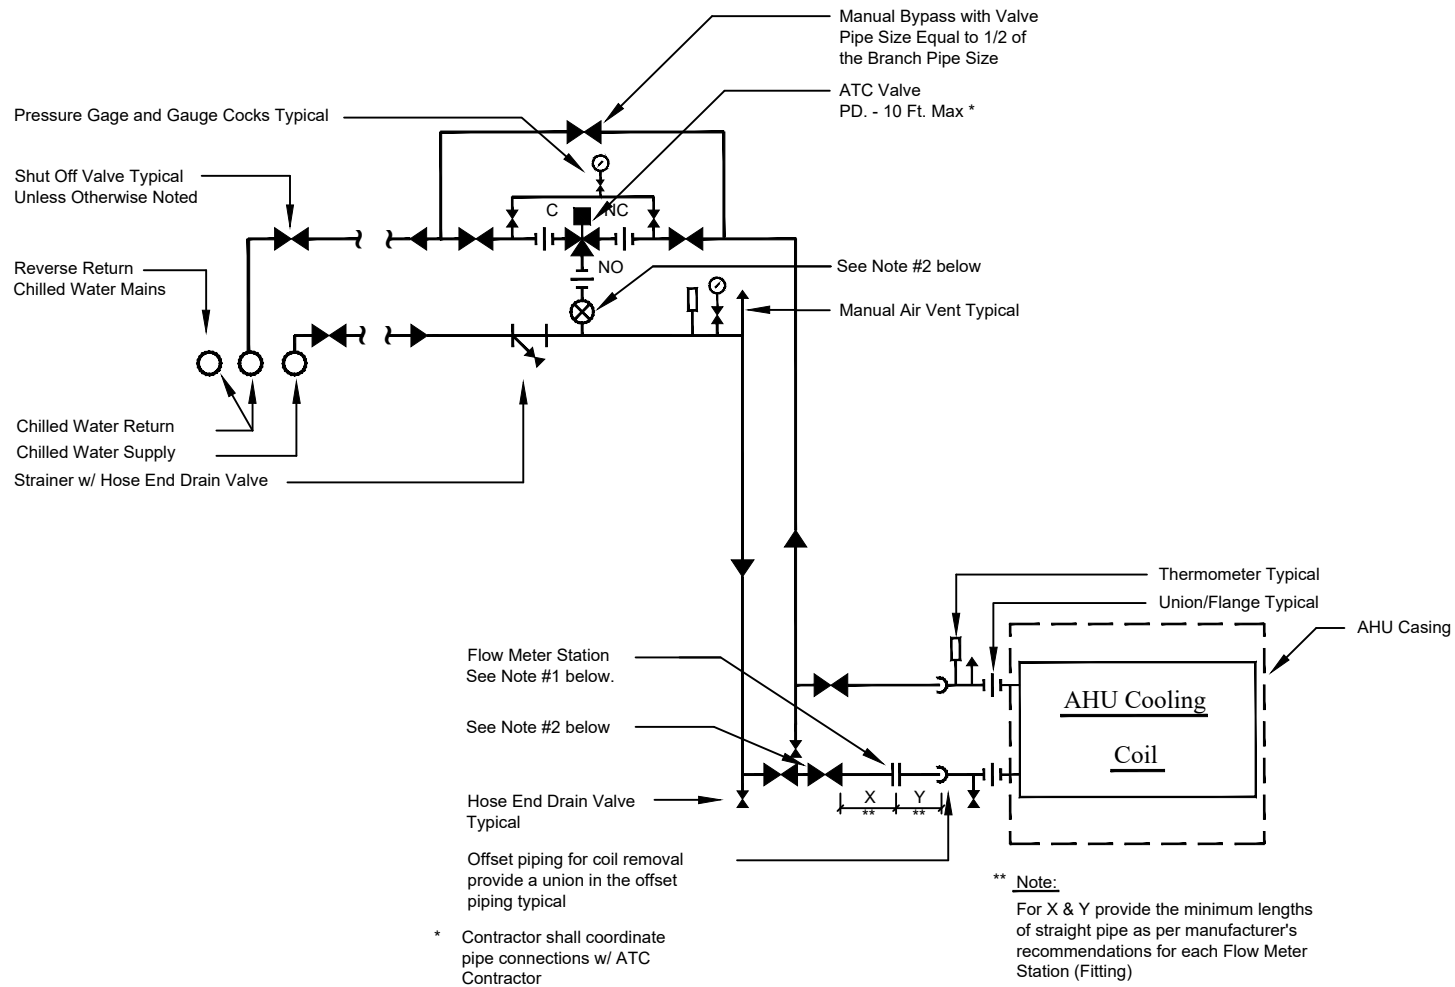 Manual Bypass with Valve
Pipe Size Equal to 1/2 of
the Branch Pipe Size
ATC Valve
PD. - 10 Ft. Max *
Pressure Gage and Gauge Cocks Typical
Shut Off Valve Typical
Unless Otherwise Noted
C
NC
Reverse Return
Chilled Water Mains
NO
See Note #2 below
Manual Air Vent Typical
Chilled Water Return
Chilled Water Supply
Strainer w/ Hose End Drain Valve
Thermometer Typical
Union/Flange Typical
AHU Casing
Flow Meter Station
See Note #1 below.
See Note #2 below
AHU Cooling
Coil
Hose End Drain Valve
Typical
X
Y
**
**
Offset piping for coil removal
provide a union in the offset
piping typical
** Note:
For X & Y provide the minimum lengths
of straight pipe as per manufacturer's
recommendations for each Flow Meter
Station (Fitting)
* Contractor shall coordinate
pipe connections w/ ATC
Contractor